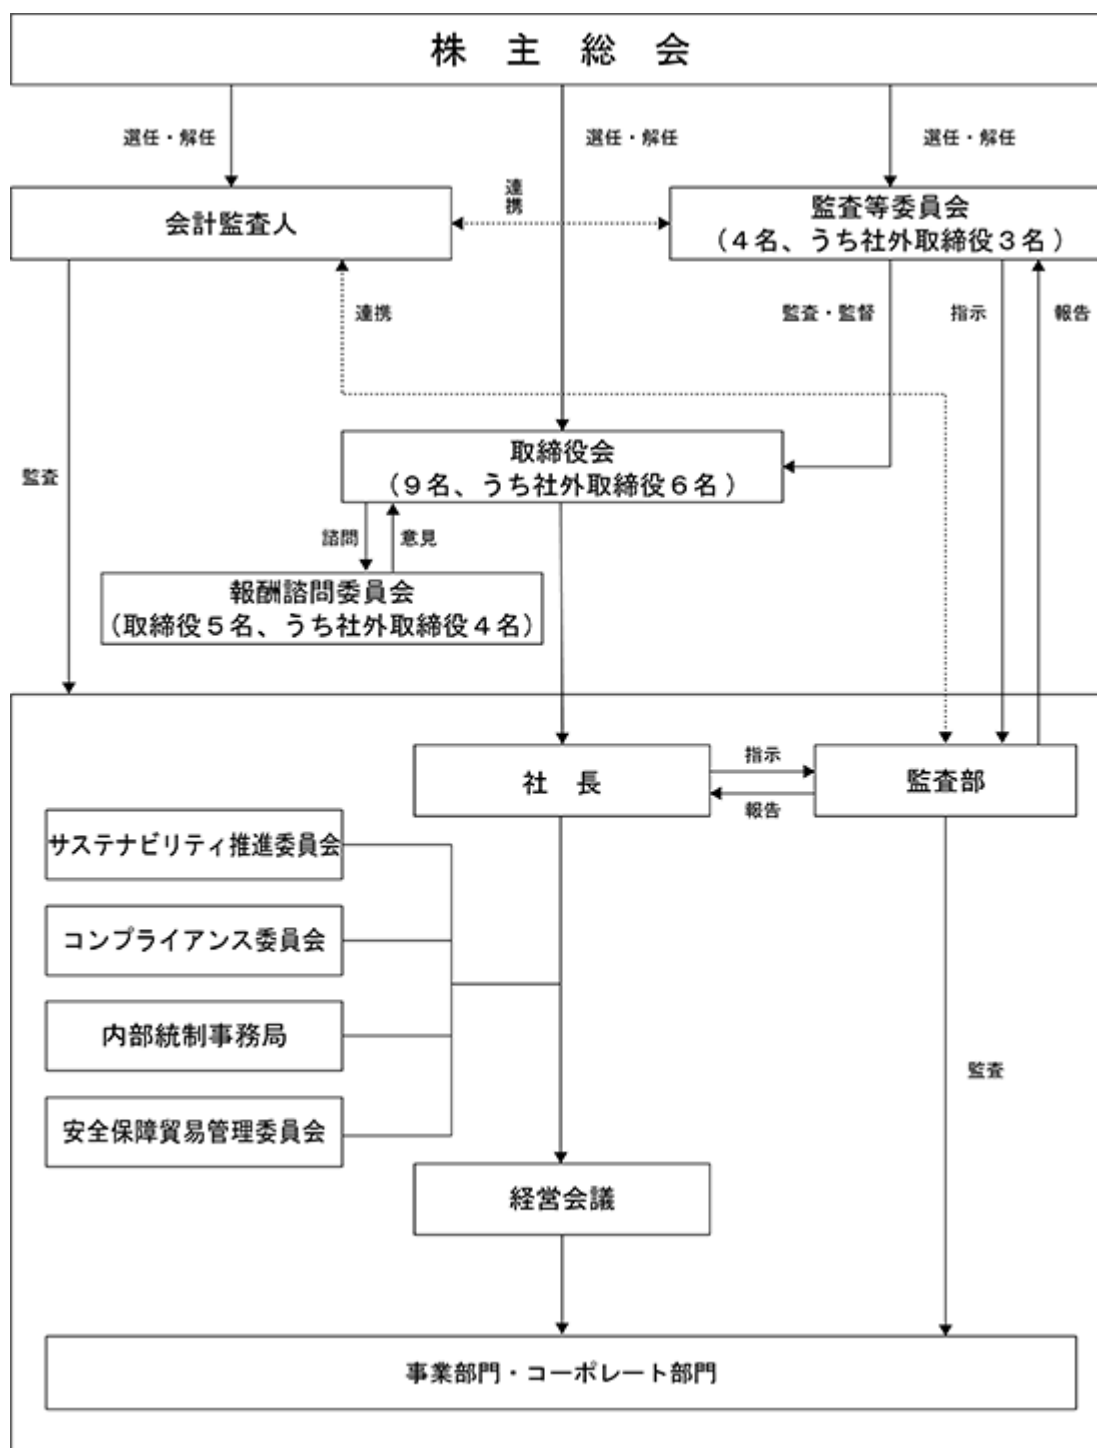 株主総会
選任・解任
選任・解任
選任・解任
会計監査人
連携
監査等委員会
(4名、うち社外取締役3名)
連携
監査・監督
指示
報告
監査
取締役会
(9名、うち社外取締役6名)
諮問
意見
報酬諮問委員会
(取締役5名、うち社外取締役4名)
社 長
指示
報告
監査部
サステナビリティ推進委員会
コンプライアンス委員会
内部統制事務局
安全保障貿易管理委員会
監査
経営会議
事業部門・コーポレート部門